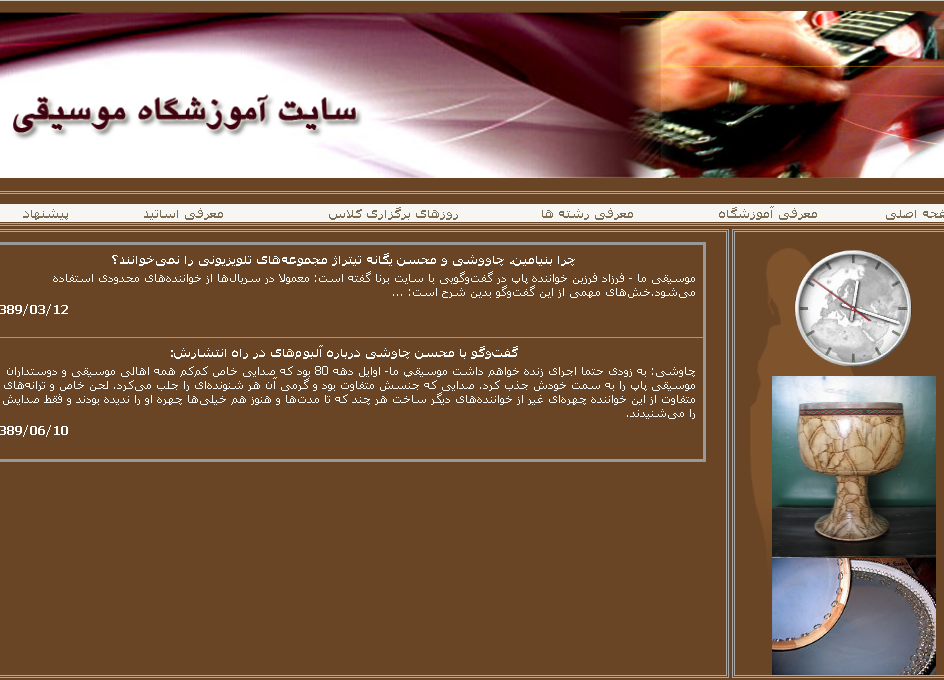 سایت آموزشگاه موسیقی
فحه اصلی
معرفی آموزشگاه
معرفی رشته ها
روزهای برگزاری کلاس
معرفی اساتید
پیشنهاد
چرا بنیامین، چاووشی و محسن یگانه تیتراژ مجموعه‌های تلویزیونی را نمی‌خوانند؟
موسیقی ما - فرزاد فرزین خواننده پاپ در گفت‌وگویی با سایت برنا گفته است: معمولا در سریال‌ها از خواننده‌های محدودی استفاده
می‌شود.خش‌های مهمی از این گفت‌وگو بدین شرح است: ...
389/03/12
گفت‌وگو با محسن چاوشی درباره آلبوم‌های در راه انتشارش:
چاوشی: به زودی حتما اجرای زنده خواهم داشت موسیقی ما- اوایل دهه 80 بود که صدایی خاص کم‌کم همه اهالی موسیقی و دوستداران
موسیقی پاپ را به سمت خودش جذب کرد. صدایی که جنسش متفاوت بود و گرمی آن هر شنونده‌ای را جلب می‌کرد. لحن خاص و ترانه‌های
متفاوت از این خواننده چهره‌ای غیر از خواننده‌های دیگر ساخت هر چند که تا مدت‌ها و هنوز هم خیلی‌ها چهره او را ندیده بودند و فقط صدایش
را می‌شنیدند.
389/06/10